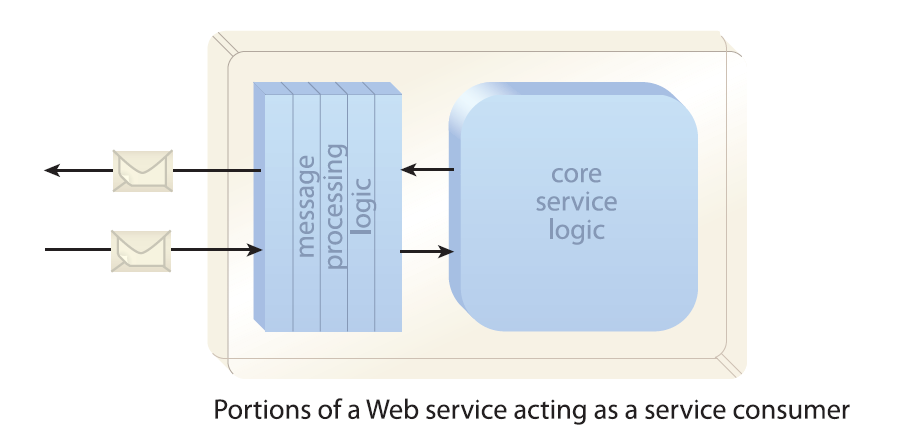 message
processing
logic
core
service
logic
Portions of a Web service acting as a service consumer